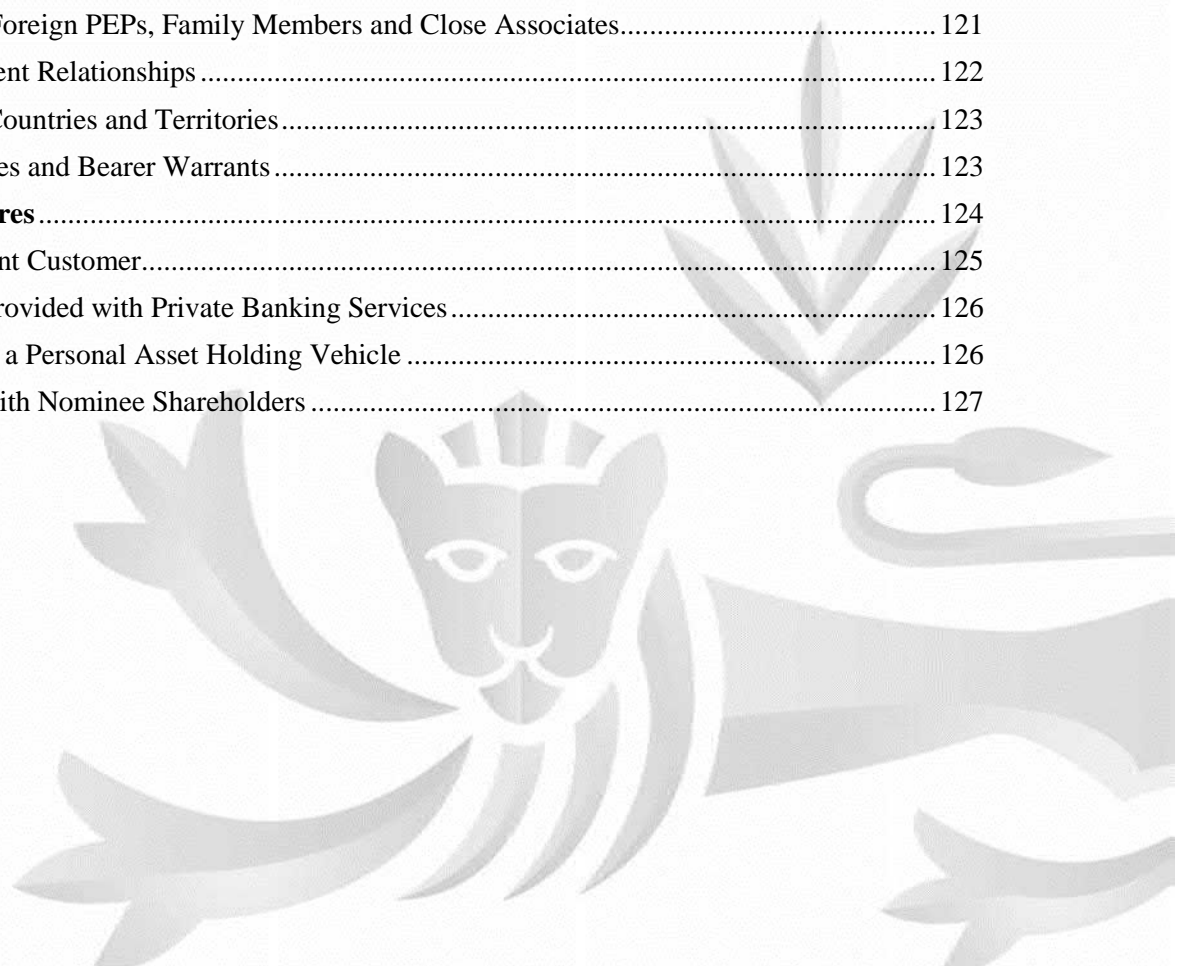 Foreign PEPs, Family Members and Close Associates....................................... 121
ent Relationships.............................................................................................. 122
Countries and Territories................................................................................... 123
es and Bearer Warrants.................................................................................... 123
res................................................................................................................... 124
nt Customer...................................................................................................... 125
rovided with Private Banking Services................................................................. 126
a Personal Asset Holding Vehicle....................................................................... 126
ith Nominee Shareholders.................................................................................. 127